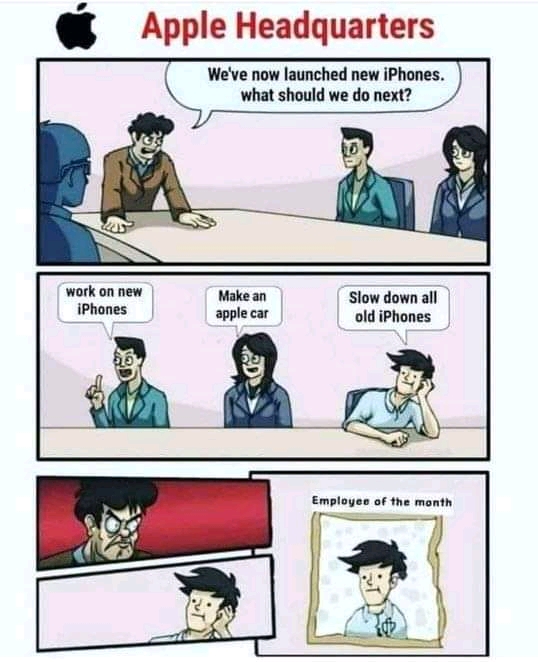 Apple Headquarters
We've now launched new iPhones.
what should we do next?
work on new
iPhones
Make an
apple car
Slow down all
old iPhones
Employee of the month